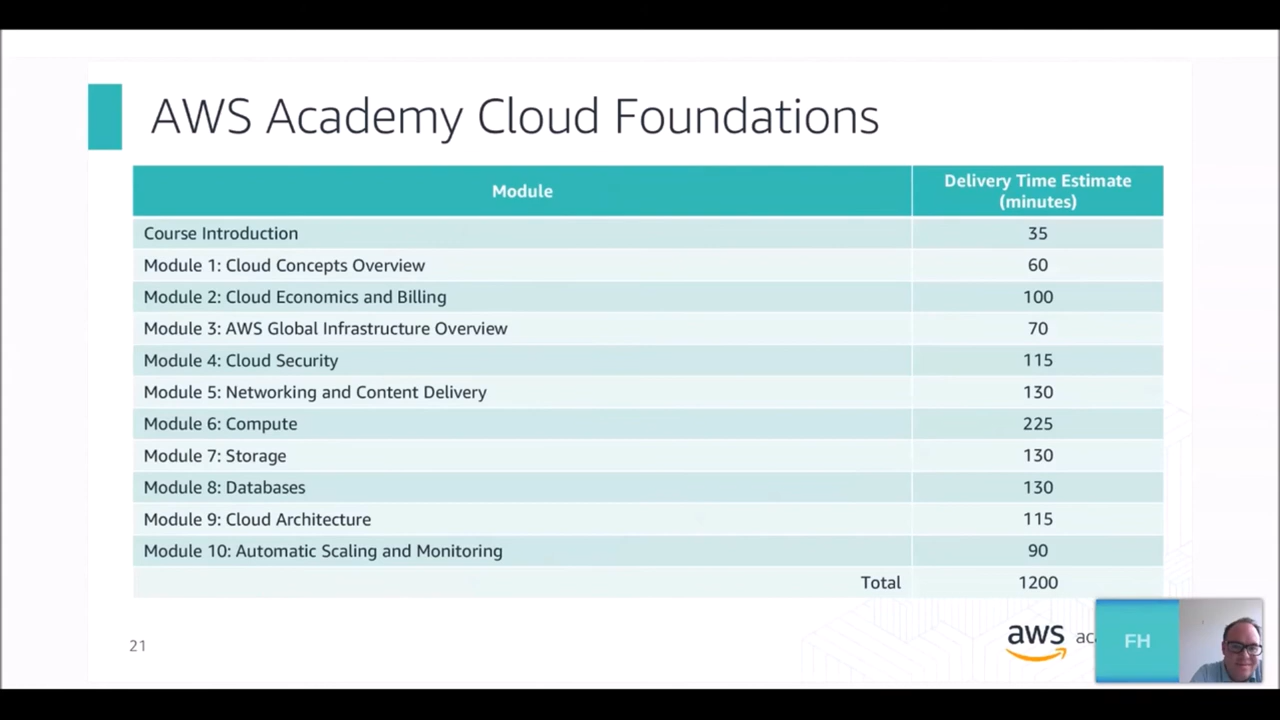 AWS Academy Cloud Foundations
Module Delivery Time Estimate (minutes)
Course Introduction 35
Module 1: Cloud Concepts Overview 60
Module 2: Cloud Economics and Billing 100
Module 3: AWS Global Infrastructure Overview 70
Module 4: Cloud Security 115
Module 5: Networking and Content Delivery 130
Module 6: Compute 225
Module 7: Storage 130
Module 8: Databases 130
Module 9: Cloud Architecture 115
Module 10: Automatic Scaling and Monitoring 90
Total 1200
21
aws ac
FH